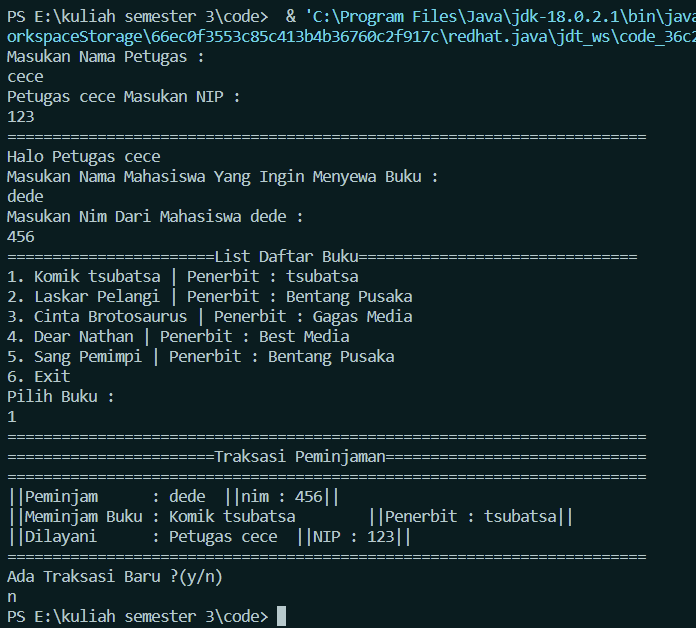 PS E:\kuliah semester 3\code>  & 'C:\Program Files\Java\jdk-18.0.2.1\bin\java
orkspaceStorage\66ec0f3553c85c413b4b36760c2f917c\redhat.java\jdt_ws\code_36c2
Masukan Nama Petugas :
cece
Petugas cece Masukan NIP :
123
=======================================================================
Halo Petugas cece
Masukan Nama Mahasiswa Yang Ingin Menyewa Buku :
dede
Masukan Nim Dari Mahasiswa dede :
456
=======================List Daftar Buku===============================
1. Komik tsubatsa | Penerbit : tsubatsa
2. Laskar Pelangi | Penerbit : Bentang Pusaka
3. Cinta Brotosaurus | Penerbit : Gagas Media
4. Dear Nathan | Penerbit : Best Media
5. Sang Pemimpi | Penerbit : Bentang Pusaka
6. Exit
Pilih Buku :
1
=======================================================================
=======================Traksasi Peminjaman=============================
=======================================================================
||Peminjam      : dede  ||nim : 456||
||Meminjam Buku : Komik tsubatsa        ||Penerbit : tsubatsa||
||Dilayani      : Petugas cece  ||NIP : 123||
=======================================================================
Ada Traksasi Baru ?(y/n)
n
PS E:\kuliah semester 3\code>